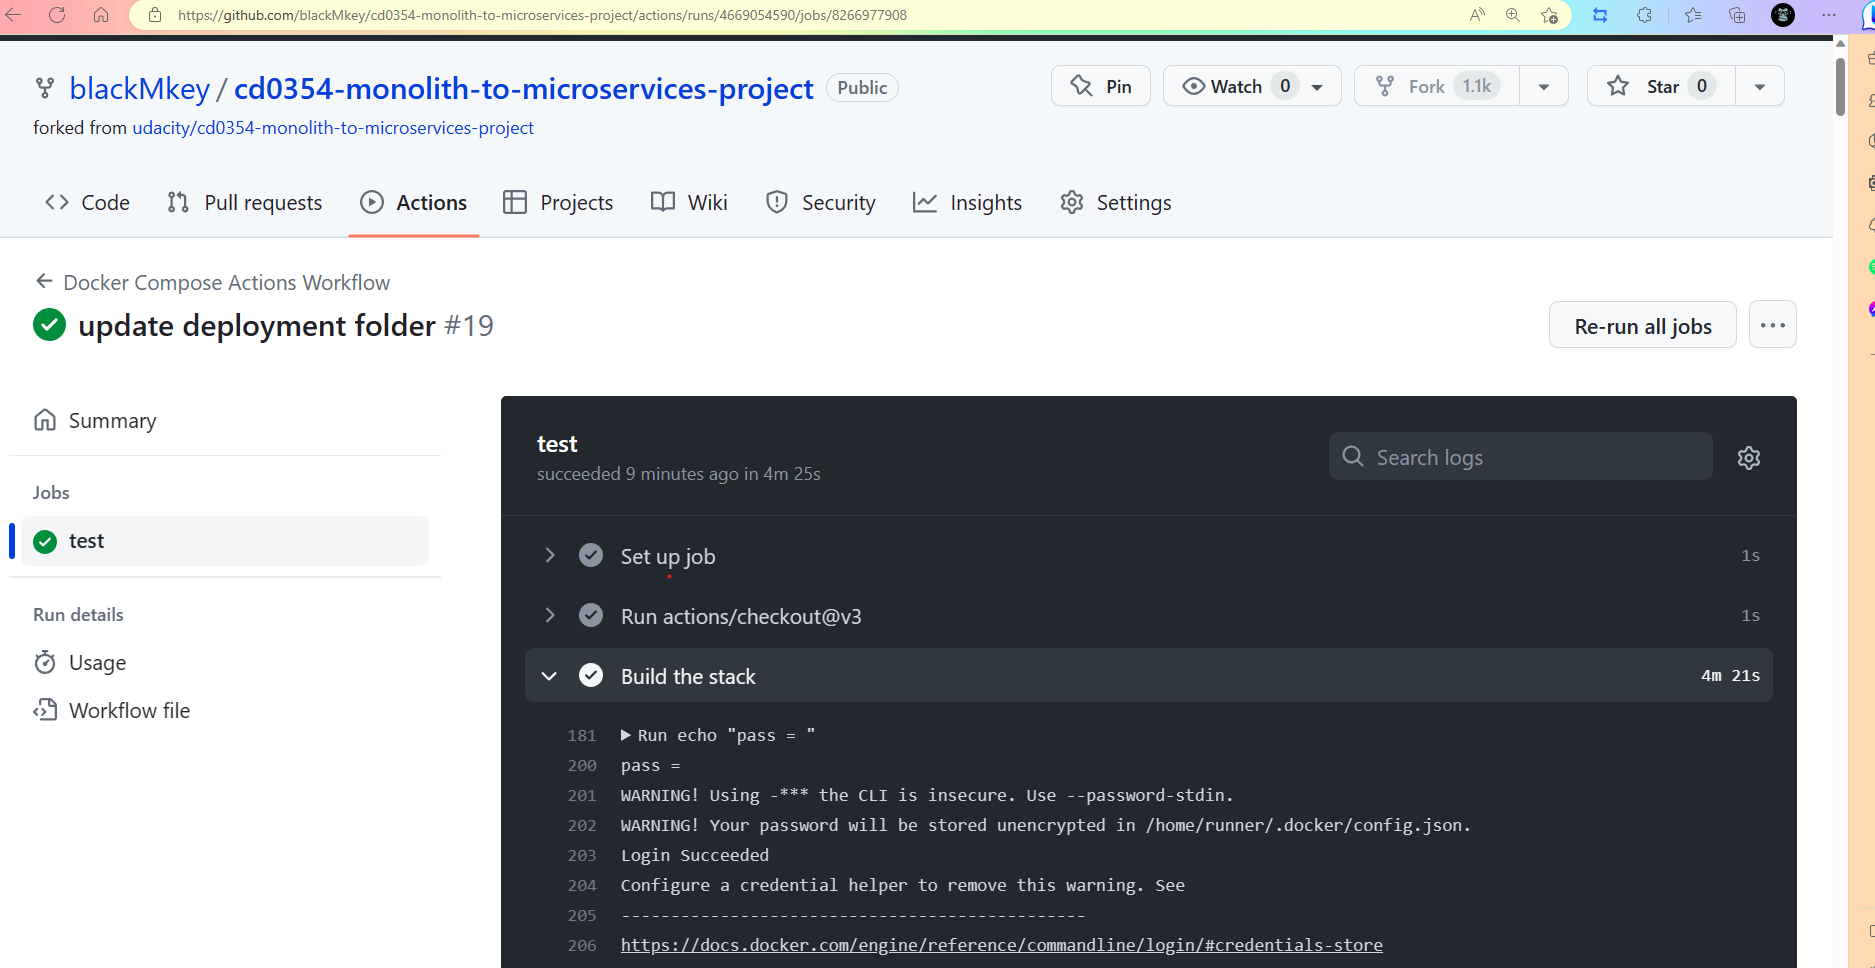 https://github.com/blackMkey/cd0354-monolith-to-microservices-project/actions/runs/4669054590/jobs/8266977908
blackMkey / cd0354-monolith-to-microservices-project Public
Pin Watch 0 Fork 1.1k Star 0
forked from udacity/cd0354-monolith-to-microservices-project
Code Pull requests Actions Projects Wiki Security Insights Settings
Docker Compose Actions Workflow
update deployment folder #19
Re-run all jobs
Summary
Jobs
test
Run details
Usage
Workflow file
test
succeeded 9 minutes ago in 4m 25s
Search logs
Set up job 1s
Run actions/checkout@v3 1s
Build the stack 4m 21s
181 Run echo "pass = "
200 pass =
201 WARNING! Using -*** the CLI is insecure. Use --password-stdin.
202 WARNING! Your password will be stored unencrypted in /home/runner/.docker/config.json.
203 Login Succeeded
204 Configure a credential helper to remove this warning. See
205 -----------------------------------------------
206 https://docs.docker.com/engine/reference/commandline/login/#credentials-store